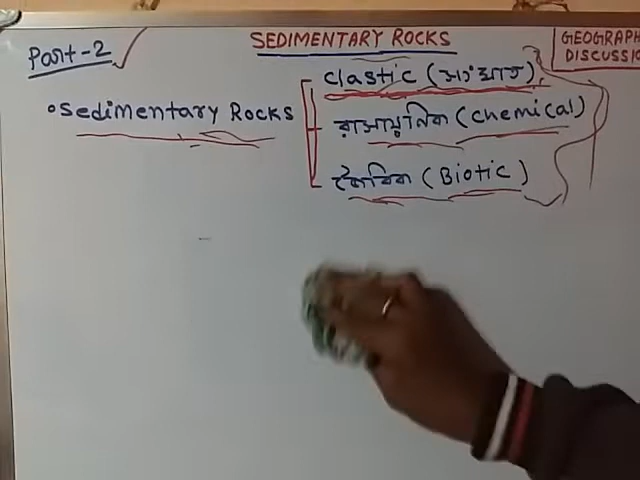 Part-2
SEDIMENTARY ROCKS
GEOGRAPH
DISCUSSIO
•Sedimentary Rocks
Clastic (সংঘাত)
রাসায়নিক (Chemical)
জৈবিক (Biotic)